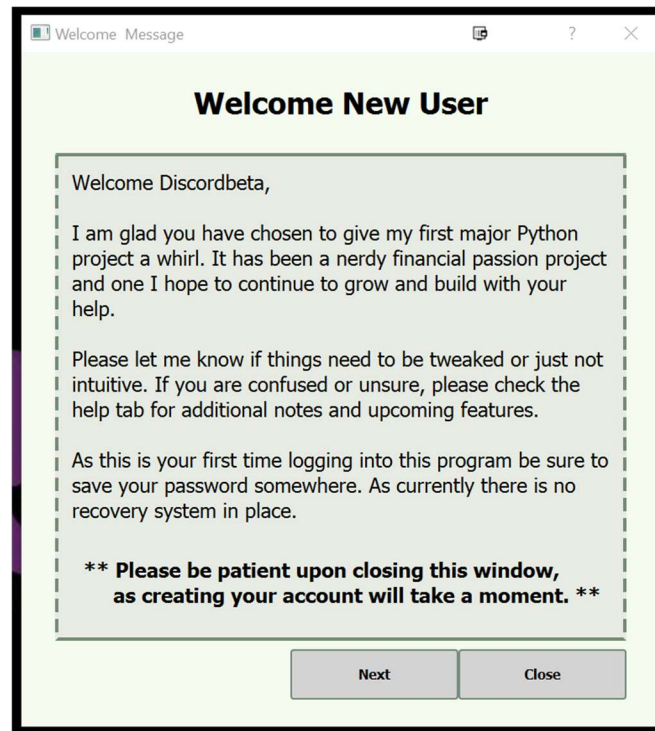 Welcome Message
?
Welcome New User
Welcome Discordbeta,
I am glad you have chosen to give my first major Python
project a whirl. It has been a nerdy financial passion project
and one I hope to continue to grow and build with your
help.
Please let me know if things need to be tweaked or just not
intuitive. If you are confused or unsure, please check the
help tab for additional notes and upcoming features.
As this is your first time logging into this program be sure to
save your password somewhere. As currently there is no
recovery system in place.
** Please be patient upon closing this window,
as creating your account will take a moment. **
Next Close